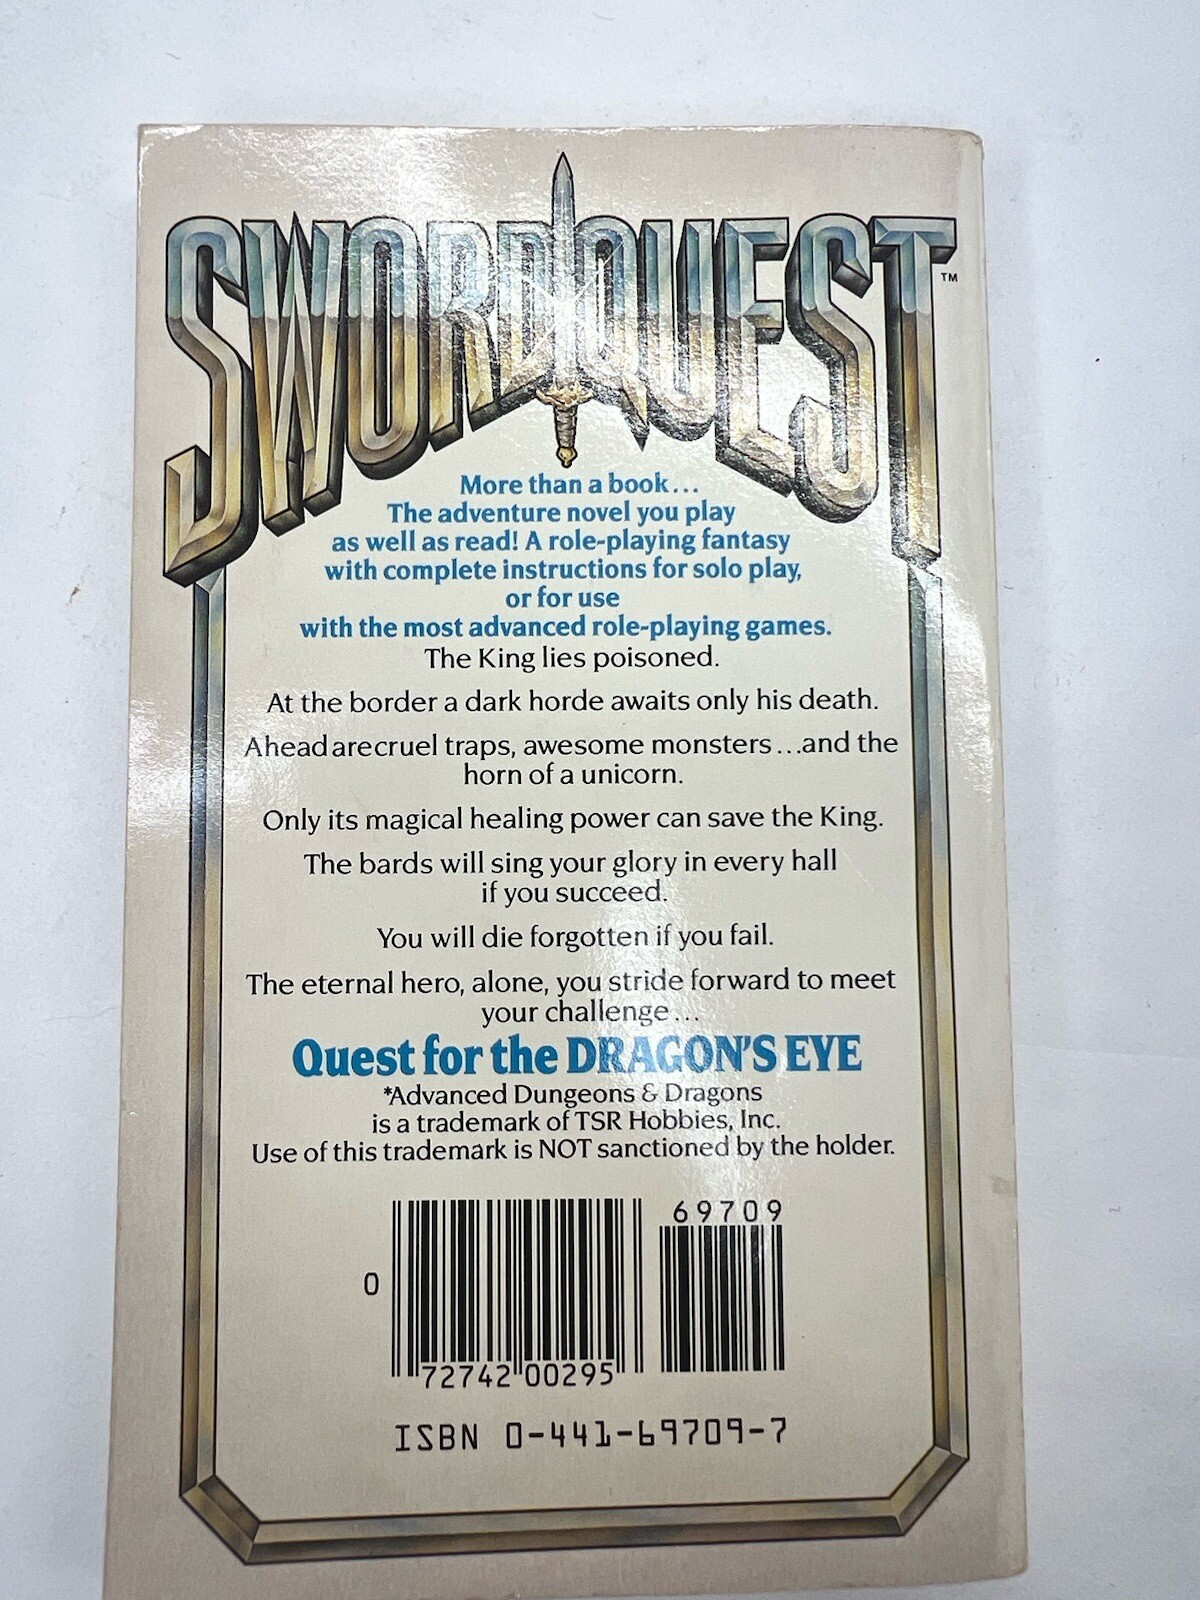 SWORDQUEST
TM
More than a book...
The adventure novel you play
as well as read! A role-playing fantasy
with complete instructions for solo play,
or for use
with the most advanced role-playing games.
The King lies poisoned.
At the border a dark horde awaits only his death.
Ahead are cruel traps, awesome monsters...and the
horn of a unicorn.
Only its magical healing power can save the King.
The bards will sing your glory in every hall
if you succeed.
You will die forgotten if you fail.
The eternal hero, alone, you stride forward to meet
your challenge...
Quest for the DRAGON'S EYE
*Advanced Dungeons & Dragons
is a trademark of TSR Hobbies, Inc.
Use of this trademark is NOT sanctioned by the holder.
69709
0
72742 00295
ISBN 0-441-69709-7